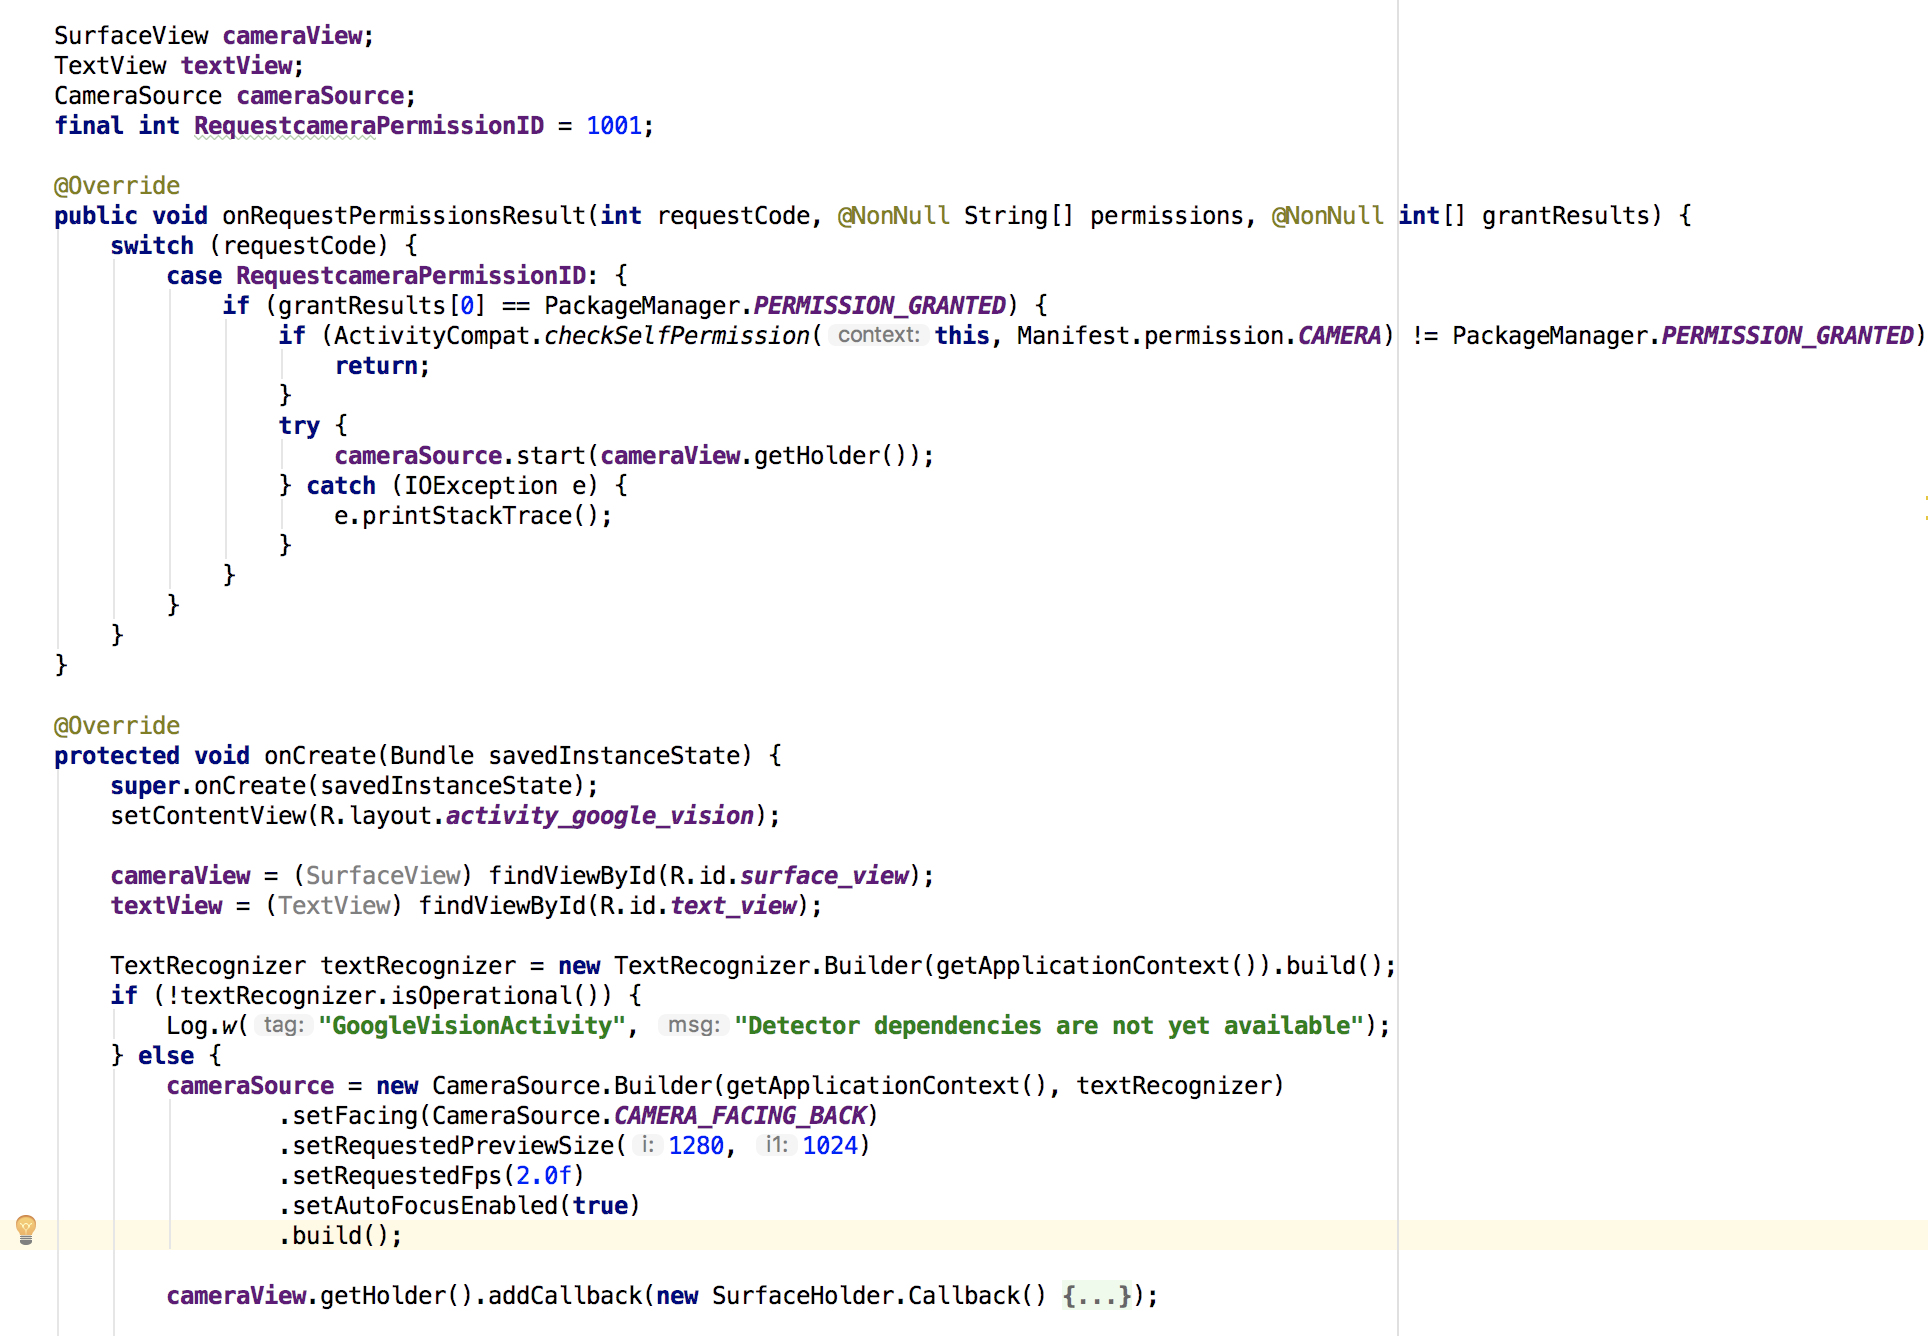 SurfaceView cameraView;
TextView textView;
CameraSource cameraSource;
final int RequestcameraPermissionID = 1001;
@Override
public void onRequestPermissionsResult(int requestCode, @NonNull String[] permissions, @NonNull int[] grantResults) {
switch (requestCode) {
case RequestcameraPermissionID: {
if (grantResults[0] == PackageManager.PERMISSION_GRANTED) {
if (ActivityCompat.checkSelfPermission( context: this, Manifest.permission.CAMERA) != PackageManager.PERMISSION_GRANTED)
return;
}
try {
cameraSource.start(cameraView.getHolder());
} catch (IOException e) {
e.printStackTrace();
}
}
}
}
}
@Override
protected void onCreate(Bundle savedInstanceState) {
super.onCreate(savedInstanceState);
setContentView(R.layout.activity_google_vision);
cameraView = (SurfaceView) findViewById(R.id.surface_view);
textView = (TextView) findViewById(R.id.text_view);
TextRecognizer textRecognizer = new TextRecognizer.Builder(getApplicationContext()).build();
if (!textRecognizer.isOperational()) {
Log.w( tag: "GoogleVisionActivity", msg: "Detector dependencies are not yet available");
} else {
cameraSource = new CameraSource.Builder(getApplicationContext(), textRecognizer)
.setFacing(CameraSource.CAMERA_FACING_BACK)
.setRequestedPreviewSize( i: 1280, i1: 1024)
.setRequestedFps(2.0f)
.setAutoFocusEnabled(true)
.build();
cameraView.getHolder().addCallback(new SurfaceHolder.Callback() {...});